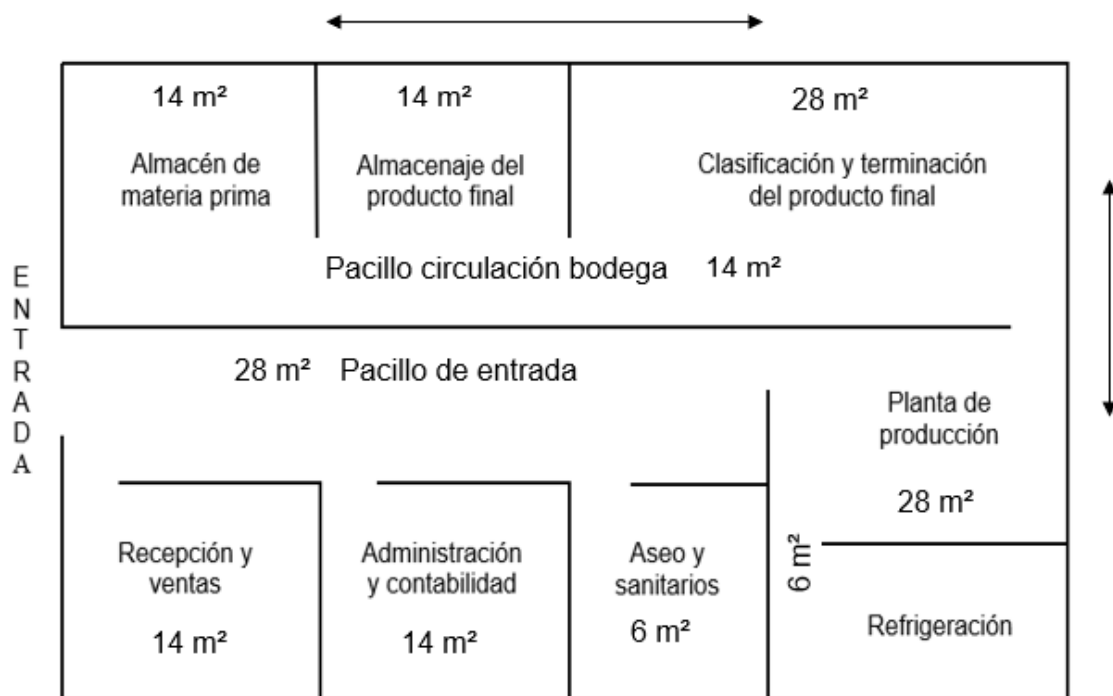 14 m²
14 m²
28 m²
Almacén de
materia prima
Almacenaje del
producto final
Clasificación y terminación
del producto final
Pacillo circulación bodega 14 m²
ENTRADA
28 m² Pacillo de entrada
Planta de
producción
28 m²
Recepción y
ventas
14 m²
Administración
y contabilidad
14 m²
Aseo y
sanitarios
6 m²
6 m²
Refrigeración